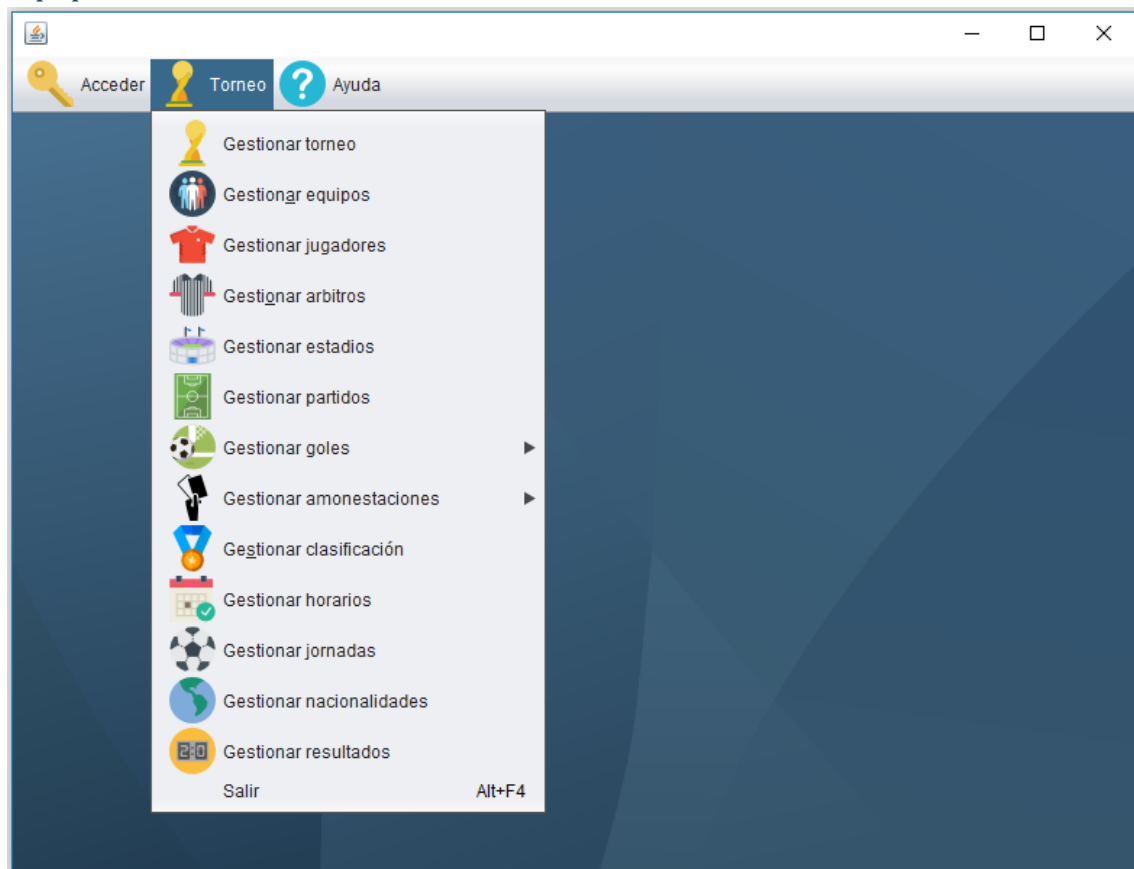 Acceder Torneo Ayuda
Gestionar torneo
Gestionar equipos
Gestionar jugadores
Gestionar arbitros
Gestionar estadios
Gestionar partidos
Gestionar goles
Gestionar amonestaciones
Gestionar clasificación
Gestionar horarios
Gestionar jornadas
Gestionar nacionalidades
2:0 Gestionar resultados
Salir Alt+F4